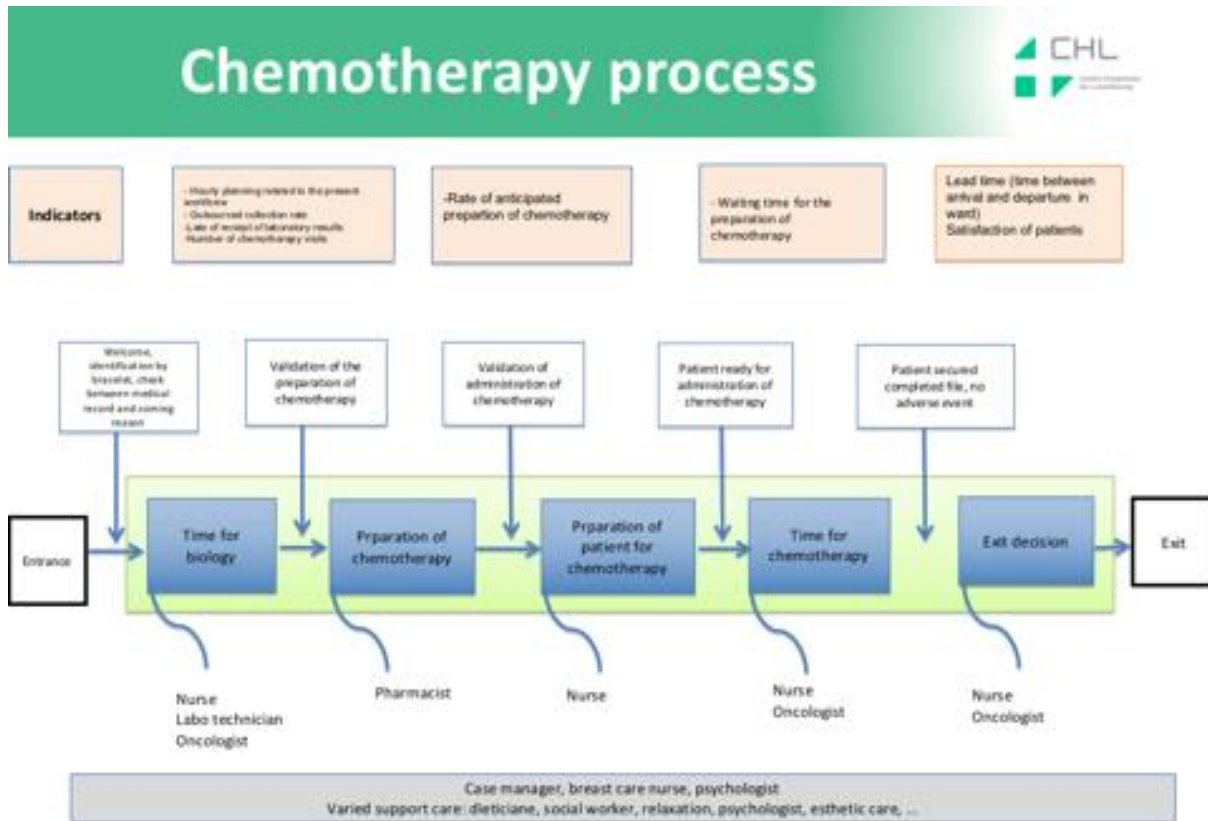 Chemotherapy process
CHL
Indicators
- Hourly planning related to the present
workforce
- Outsourced collection rate
-Late of receipt of laboratory results
-Number of chemotherapy visits
-Rate of anticipated
prepartion of chemotherapy
- Waiting time for the
preparation of
chemotherapy
Lead time (time between
arrival and departure in
ward)
Satisfaction of patients
Welcome,
identification by
bracelet, check
between medical
record and coming
reason
Validation of the
preparation of
chemotherapy
Validation of
administration of
chemotherapy
Patient ready for
administration of
chemotherapy
Patient secured
completed file, no
adverse event
Entrance
Time for
biology
Prparation of
chemotherapy
Prparation of
patient for
chemotherapy
Time for
chemotherapy
Exit decision
Exit
Nurse
Labo technician
Oncologist
Pharmacist
Nurse
Nurse
Oncologist
Nurse
Oncologist
Case manager, breast care nurse, psychologist
Varied support care: dieticiane, social worker, relaxation, psychologist, esthetic care, ...